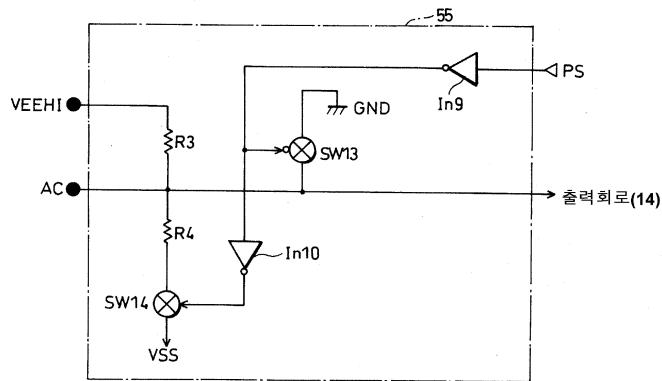 55
PS
In9
VEEHI
GND
R3
SW13
AC
출력회로(14)
R4
In10
SW14
VSS